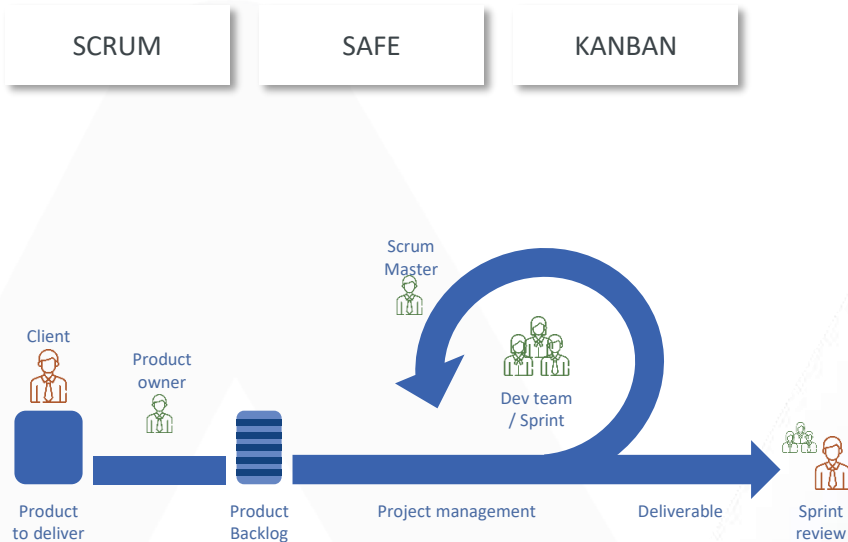 SCRUM
SAFE
KANBAN
Scrum
Master
Client
Product
owner
Dev team
/ Sprint
Product
to deliver
Product
Backlog
Project management
Deliverable
Sprint
review